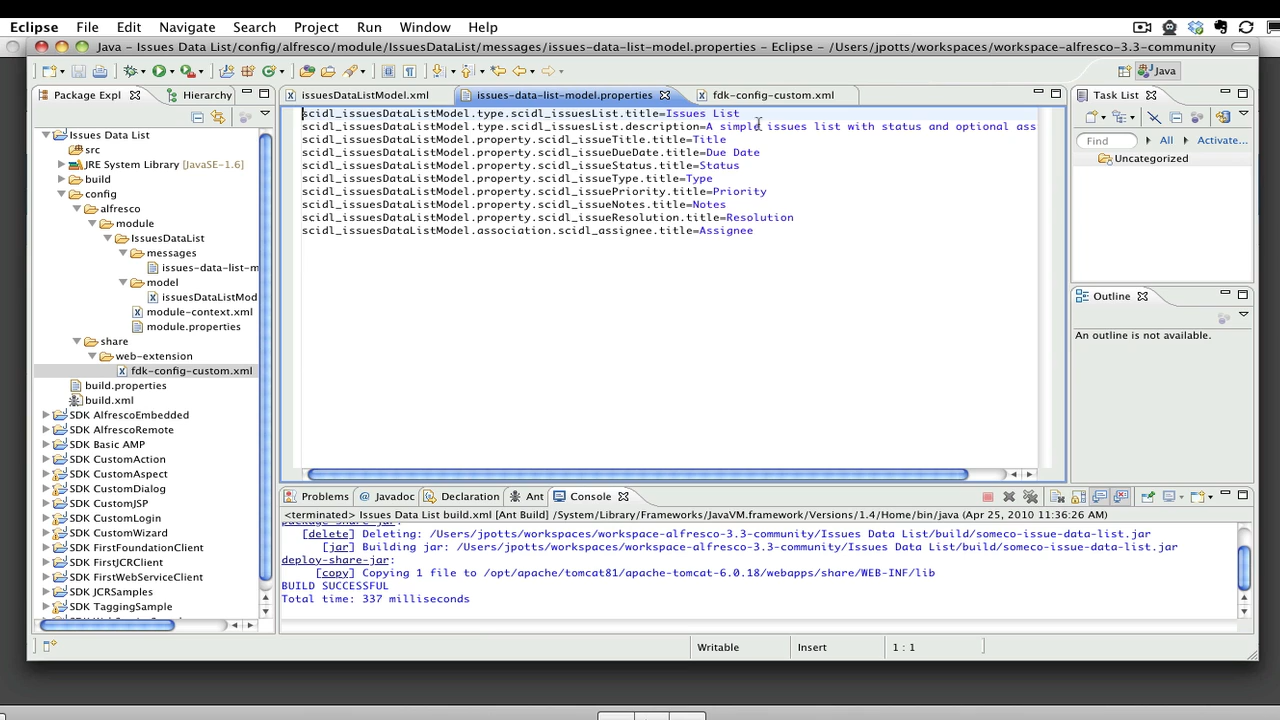 Eclipse File Edit Navigate Search Project Run Window Help
Java – Issues Data List/config/alfresco/module/IssuesDataList/messages/issues-data-list-model.properties – Eclipse – /Users/jpotts/workspaces/workspace-alfresco-3.3-community
Java
Package Expl
Hierarchy
Issues Data List
src
JRE System Library [JavaSE-1.6]
build
config
alfresco
module
IssuesDataList
messages
issues-data-list-m
model
issuesDataListMod
module-context.xml
module.properties
share
web-extension
fdk-config-custom.xml
build.properties
build.xml
SDK AlfrescoEmbedded
SDK AlfrescoRemote
SDK Basic AMP
SDK CustomAction
SDK CustomAspect
SDK CustomDialog
SDK CustomJSP
SDK CustomLogin
SDK CustomWizard
SDK FirstFoundationClient
SDK FirstJCRClient
SDK FirstWebServiceClient
SDK JCRSamples
SDK TaggingSample
issuesDataListModel.xml
issues-data-list-model.properties
fdk-config-custom.xml
scidl_issuesDataListModel.type.scidl_issuesList.title=Issues List
scidl_issuesDataListModel.type.scidl_issuesList.description=A simple issues list with status and optional ass
scidl_issuesDataListModel.property.scidl_issueTitle.title=Title
scidl_issuesDataListModel.property.scidl_issueDueDate.title=Due Date
scidl_issuesDataListModel.property.scidl_issueStatus.title=Status
scidl_issuesDataListModel.property.scidl_issueType.title=Type
scidl_issuesDataListModel.property.scidl_issuePriority.title=Priority
scidl_issuesDataListModel.property.scidl_issueNotes.title=Notes
scidl_issuesDataListModel.property.scidl_issueResolution.title=Resolution
scidl_issuesDataListModel.association.scidl_assignee.title=Assignee
Task List
Find
All
Activate...
Uncategorized
Outline
An outline is not available.
Problems
Javadoc
Declaration
Ant
Console
<terminated> Issues Data List build.xml [Ant Build] /System/Library/Frameworks/JavaVM.framework/Versions/1.4/Home/bin/java (Apr 25, 2010 11:36:26 AM)
package-share-jar:
[delete] Deleting: /Users/jpotts/workspaces/workspace-alfresco-3.3-community/Issues Data List/build/someco-issue-data-list.jar
[jar] Building jar: /Users/jpotts/workspaces/workspace-alfresco-3.3-community/Issues Data List/build/someco-issue-data-list.jar
deploy-share-jar:
[copy] Copying 1 file to /opt/apache/tomcat81/apache-tomcat-6.0.18/webapps/share/WEB-INF/lib
BUILD SUCCESSFUL
Total time: 337 milliseconds
Writable
Insert
1 : 1